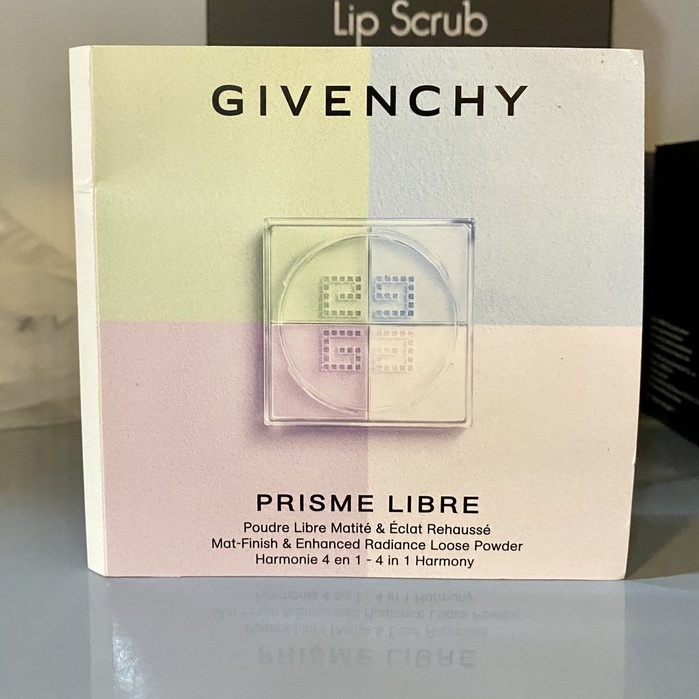 Lip Scrub
GIVENCHY
PRISME LIBRE
Poudre Libre Matité & Éclat Rehaussé
Mat-Finish & Enhanced Radiance Loose Powder
Harmonie 4 en 1 - 4 in 1 Harmony